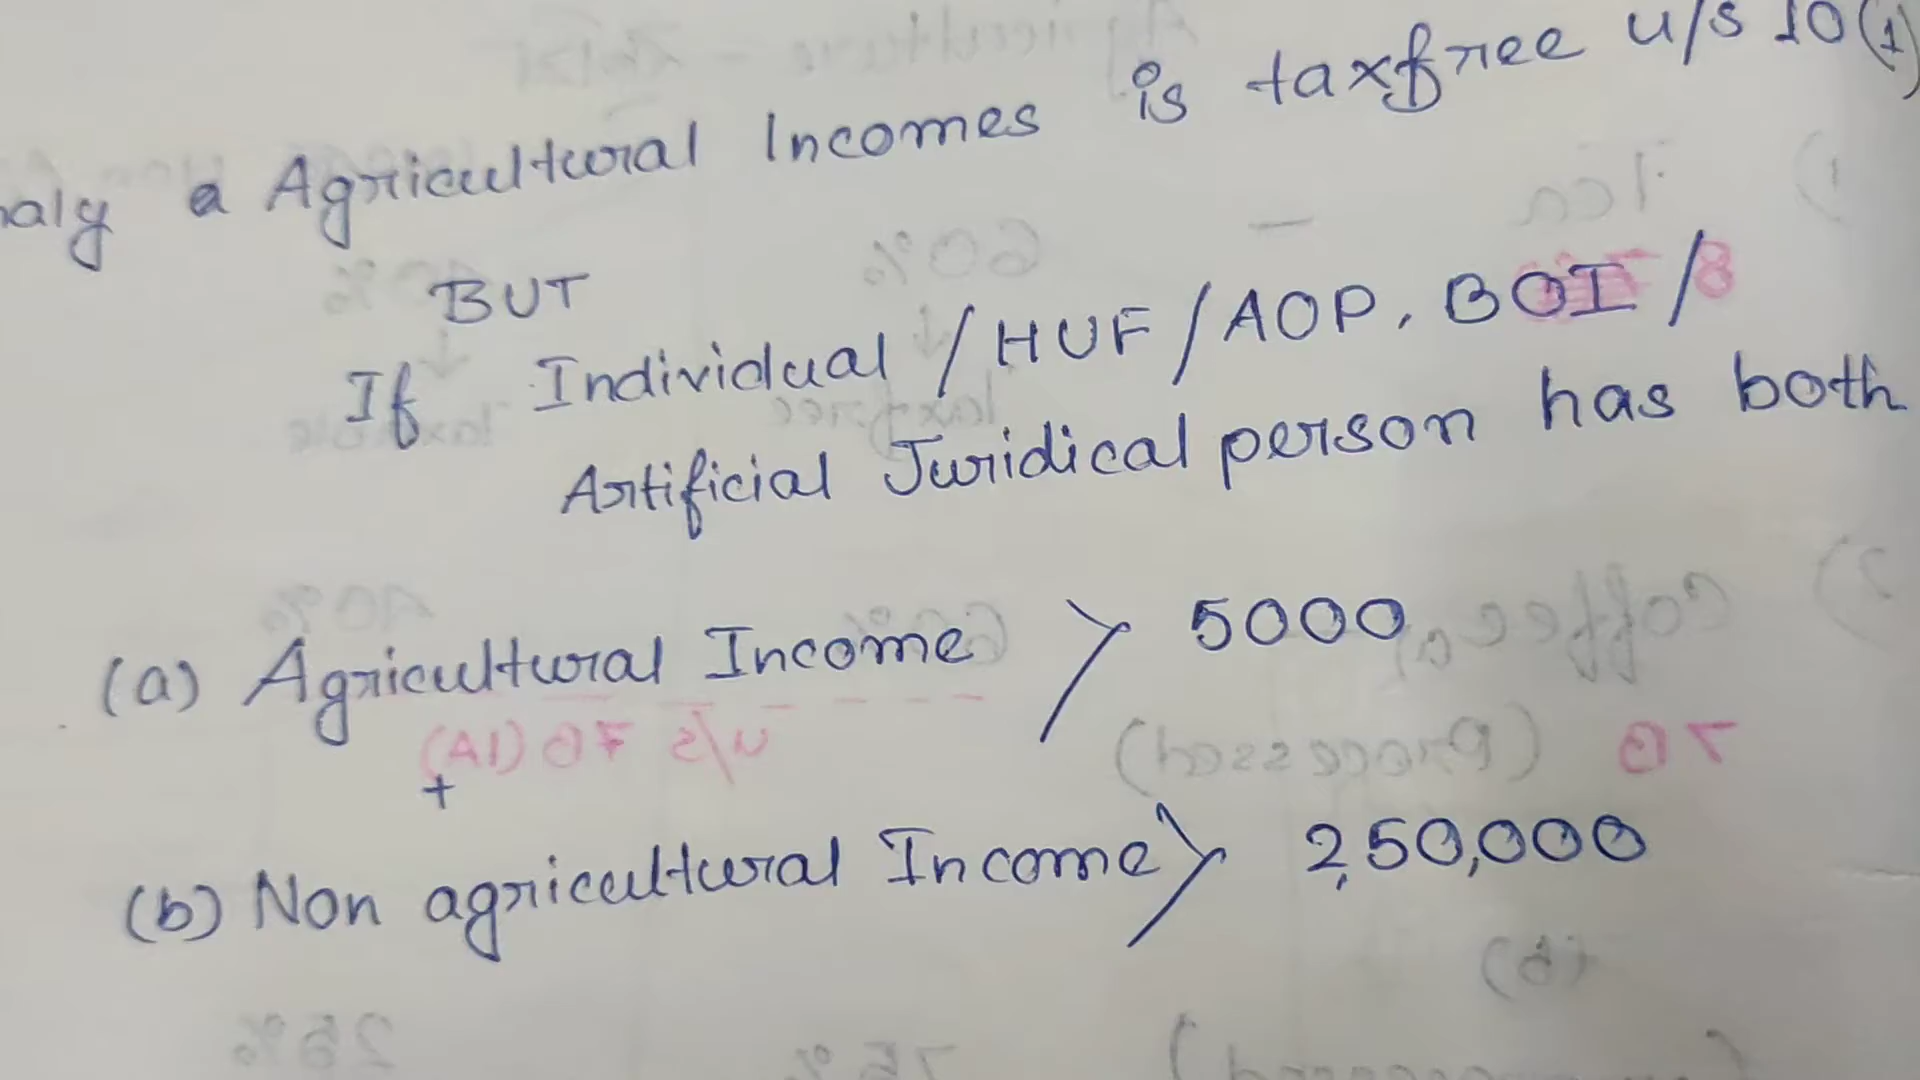 a Agricultural Incomes is taxfree u/s 10(1)
BUT
If Individual / HUF / AOP, BOI /
Artificial Juridical person has both
(a) Agricultural Income > 5000
+
(b) Non agricultural Income > 2,50,000